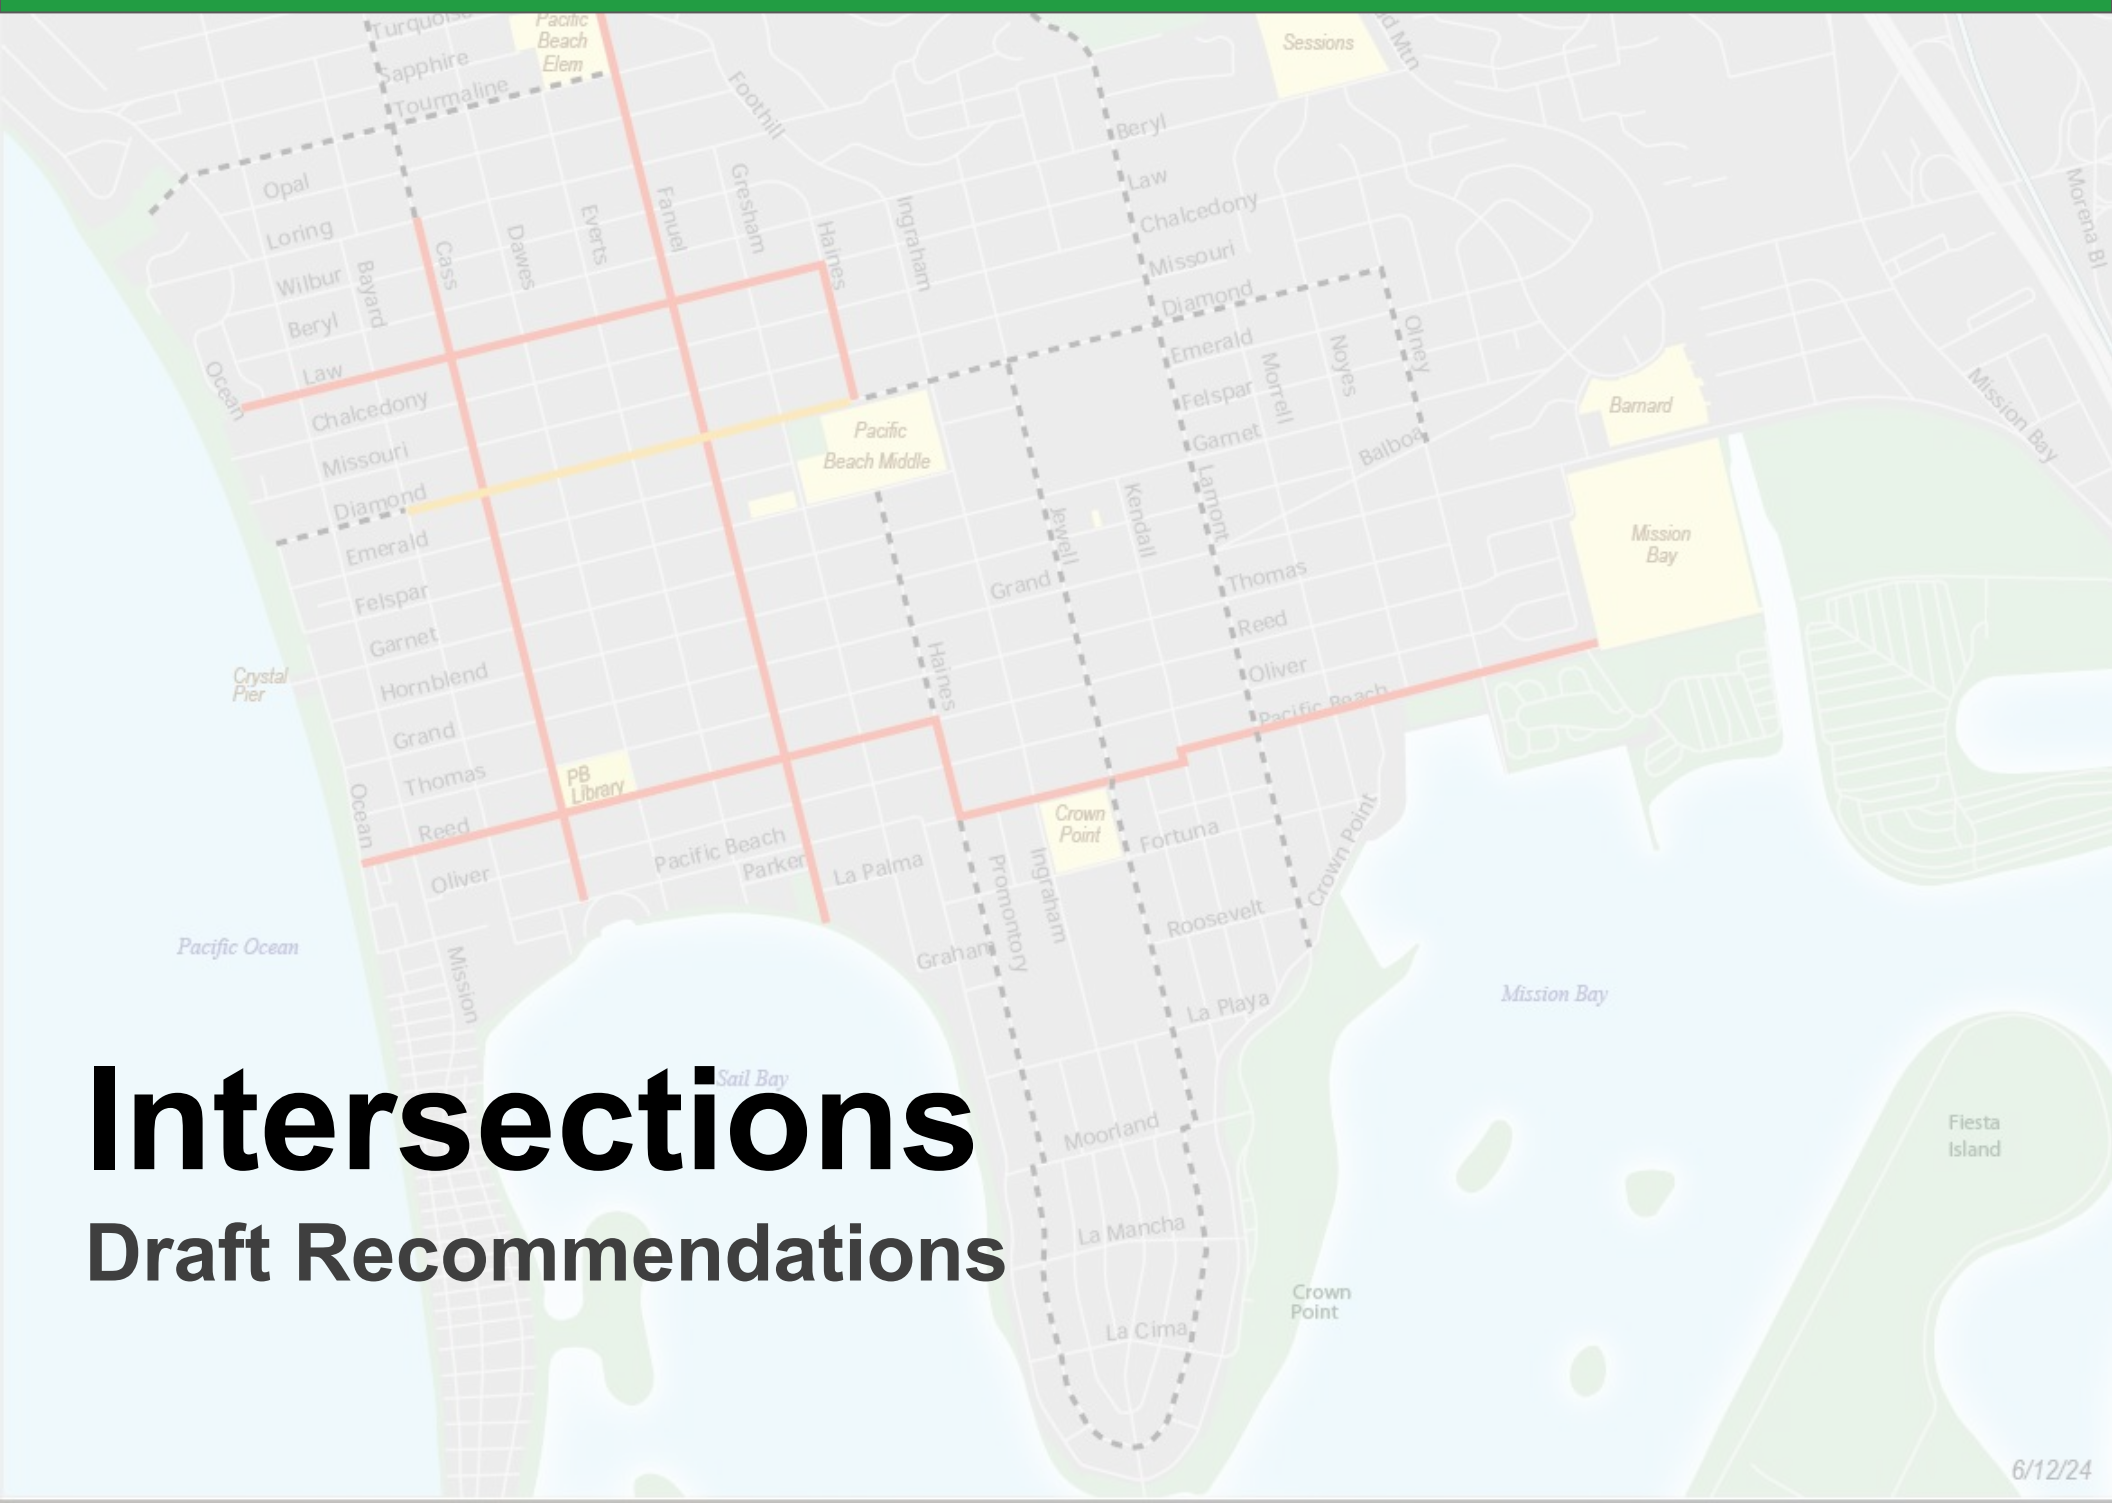 Turquoise
Pacific
Beach
Elem
Sapphire
Tourmaline
Sessions
Foothill
Beryl
Law
Chalcedony
Missouri
Diamond
Emerald
Felspar
Garnet
Balboa
Morena Bl
Mission Bay
Opal
Loring
Wilbur
Beryl
Law
Chalcedony
Missouri
Diamond
Emerald
Felspar
Garnet
Hornblend
Grand
Thomas
Reed
Oliver
Ocean
Bayard
Cass
Dawes
Everts
Fanuel
Gresham
Haines
Ingraham
Morrell
Noyes
Olney
Lamont
Kendall
Jewell
Grand
Haines
Thomas
Reed
Oliver
Pacific Beach
Pacific
Beach Middle
Barnard
Mission
Bay
Crystal
Pier
Ocean
PB
Library
Pacific Beach
Parker
La Palma
Crown
Point
Fortuna
Crown Point
Roosevelt
Ingraham
Promontory
Graham
La Playa
Mission
Pacific Ocean
Mission Bay
Sail Bay
Moorland
La Mancha
La Cima
Crown
Point
Fiesta
Island
Intersections
Draft Recommendations
6/12/24